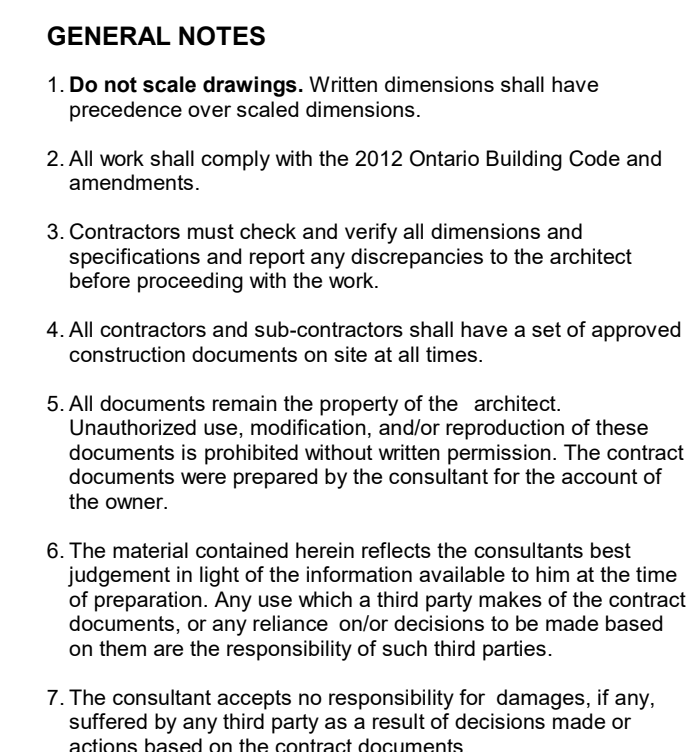 GENERAL NOTES
1. Do not scale drawings. Written dimensions shall have
precedence over scaled dimensions.
2. All work shall comply with the 2012 Ontario Building Code and
amendments.
3. Contractors must check and verify all dimensions and
specifications and report any discrepancies to the architect
before proceeding with the work.
4. All contractors and sub-contractors shall have a set of approved
construction documents on site at all times.
5. All documents remain the property of the architect.
Unauthorized use, modification, and/or reproduction of these
documents is prohibited without written permission. The contract
documents were prepared by the consultant for the account of
the owner.
6. The material contained herein reflects the consultants best
judgement in light of the information available to him at the time
of preparation. Any use which a third party makes of the contract
documents, or any reliance on/or decisions to be made based
on them are the responsibility of such third parties.
7. The consultant accepts no responsibility for damages, if any,
suffered by any third party as a result of decisions made or
actions based on the contract documents